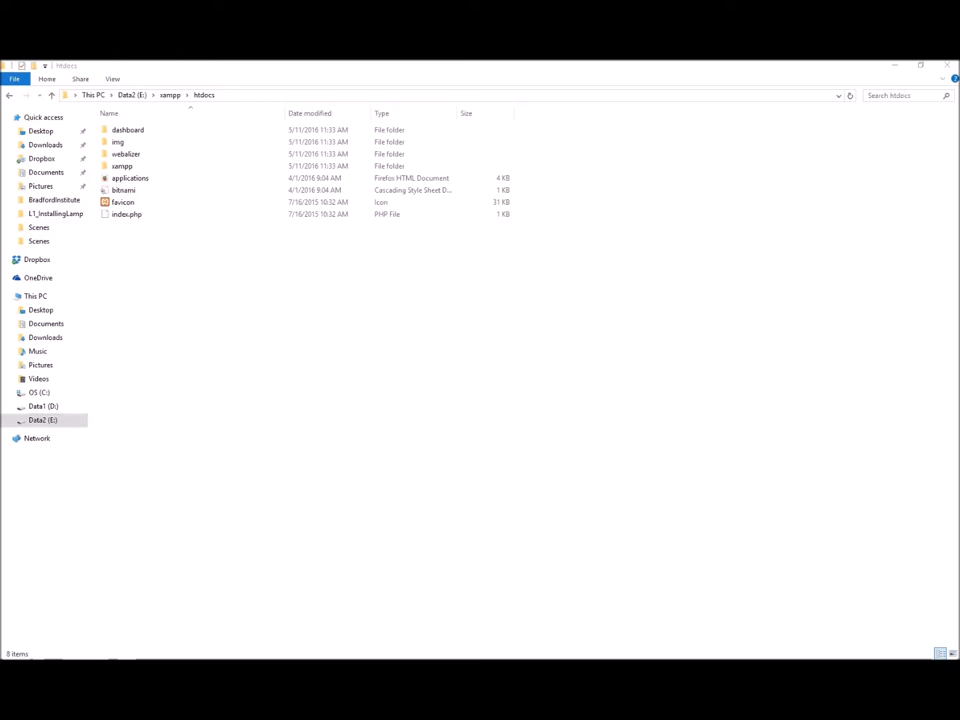 htdocs
File Home Share View
This PC Data2 (E:) xampp htdocs Search htdocs
Name Date modified Type Size
Quick access
Desktop
Downloads
Dropbox
Documents
Pictures
BradfordInstitute
L1_InstallingLamp
Scenes
Scenes
Dropbox
OneDrive
This PC
Desktop
Documents
Downloads
Music
Pictures
Videos
OS (C:)
Data1 (D:)
Data2 (E:)
Network
dashboard 5/11/2016 11:33 AM File folder
img 5/11/2016 11:33 AM File folder
webalizer 5/11/2016 11:33 AM File folder
xampp 5/11/2016 11:33 AM File folder
applications 4/1/2016 9:04 AM Firefox HTML Document 4 KB
bitnami 4/1/2016 9:04 AM Cascading Style Sheet D... 1 KB
favicon 7/16/2015 10:32 AM Icon 31 KB
index.php 7/16/2015 10:32 AM PHP File 1 KB
8 items